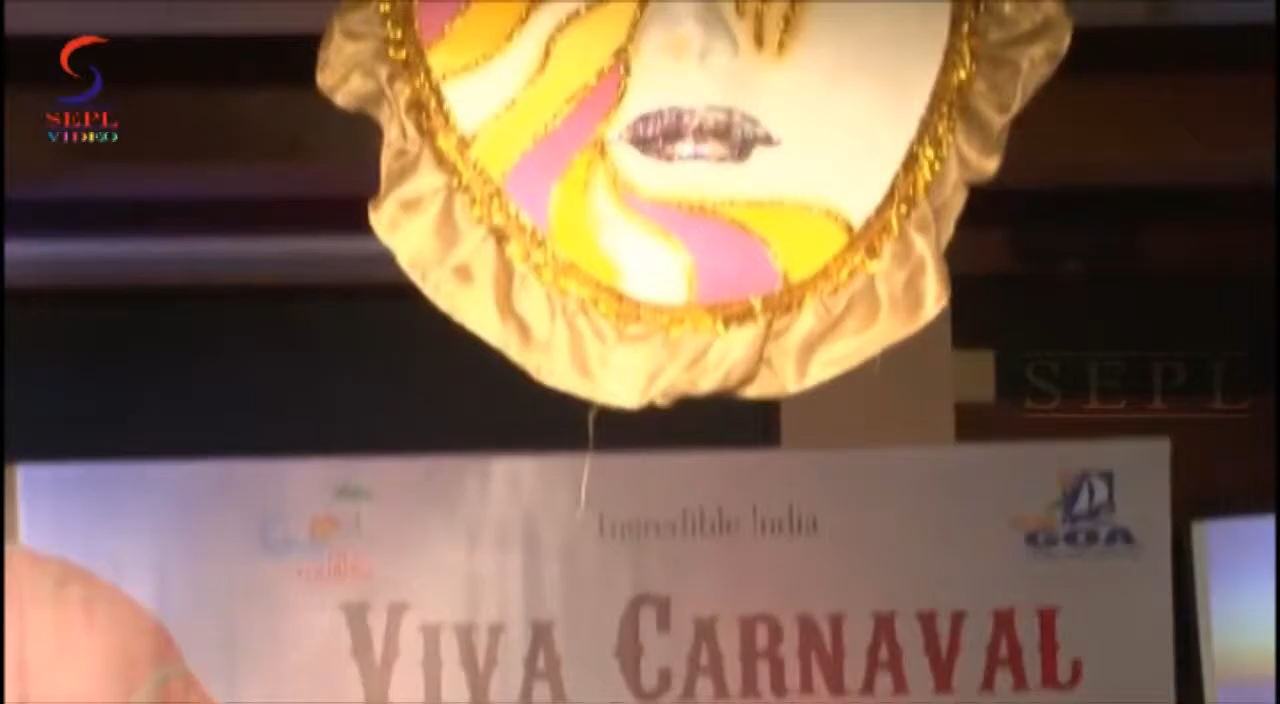 SEPL
VIDEO
SEPL
Incredible India
GOA
VIVA CARNAVAL